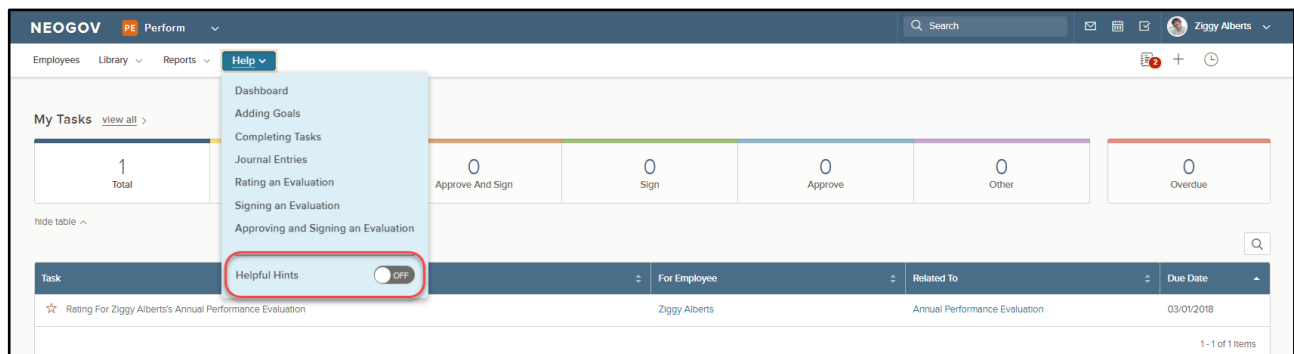 NEOGOV PE Perform Search Ziggy Alberts
Employees Library Reports Help 2
Dashboard
Adding Goals
My Tasks view all >
Completing Tasks
Journal Entries
1 0 0 0 0 0
Total Approve And Sign Sign Approve Other Overdue
Rating an Evaluation
Signing an Evaluation
hide table
Approving and Signing an Evaluation
Helpful Hints OFF
Task For Employee Related To Due Date
Rating For Ziggy Alberts's Annual Performance Evaluation Ziggy Alberts Annual Performance Evaluation 03/01/2018
1 - 1 of 1 items